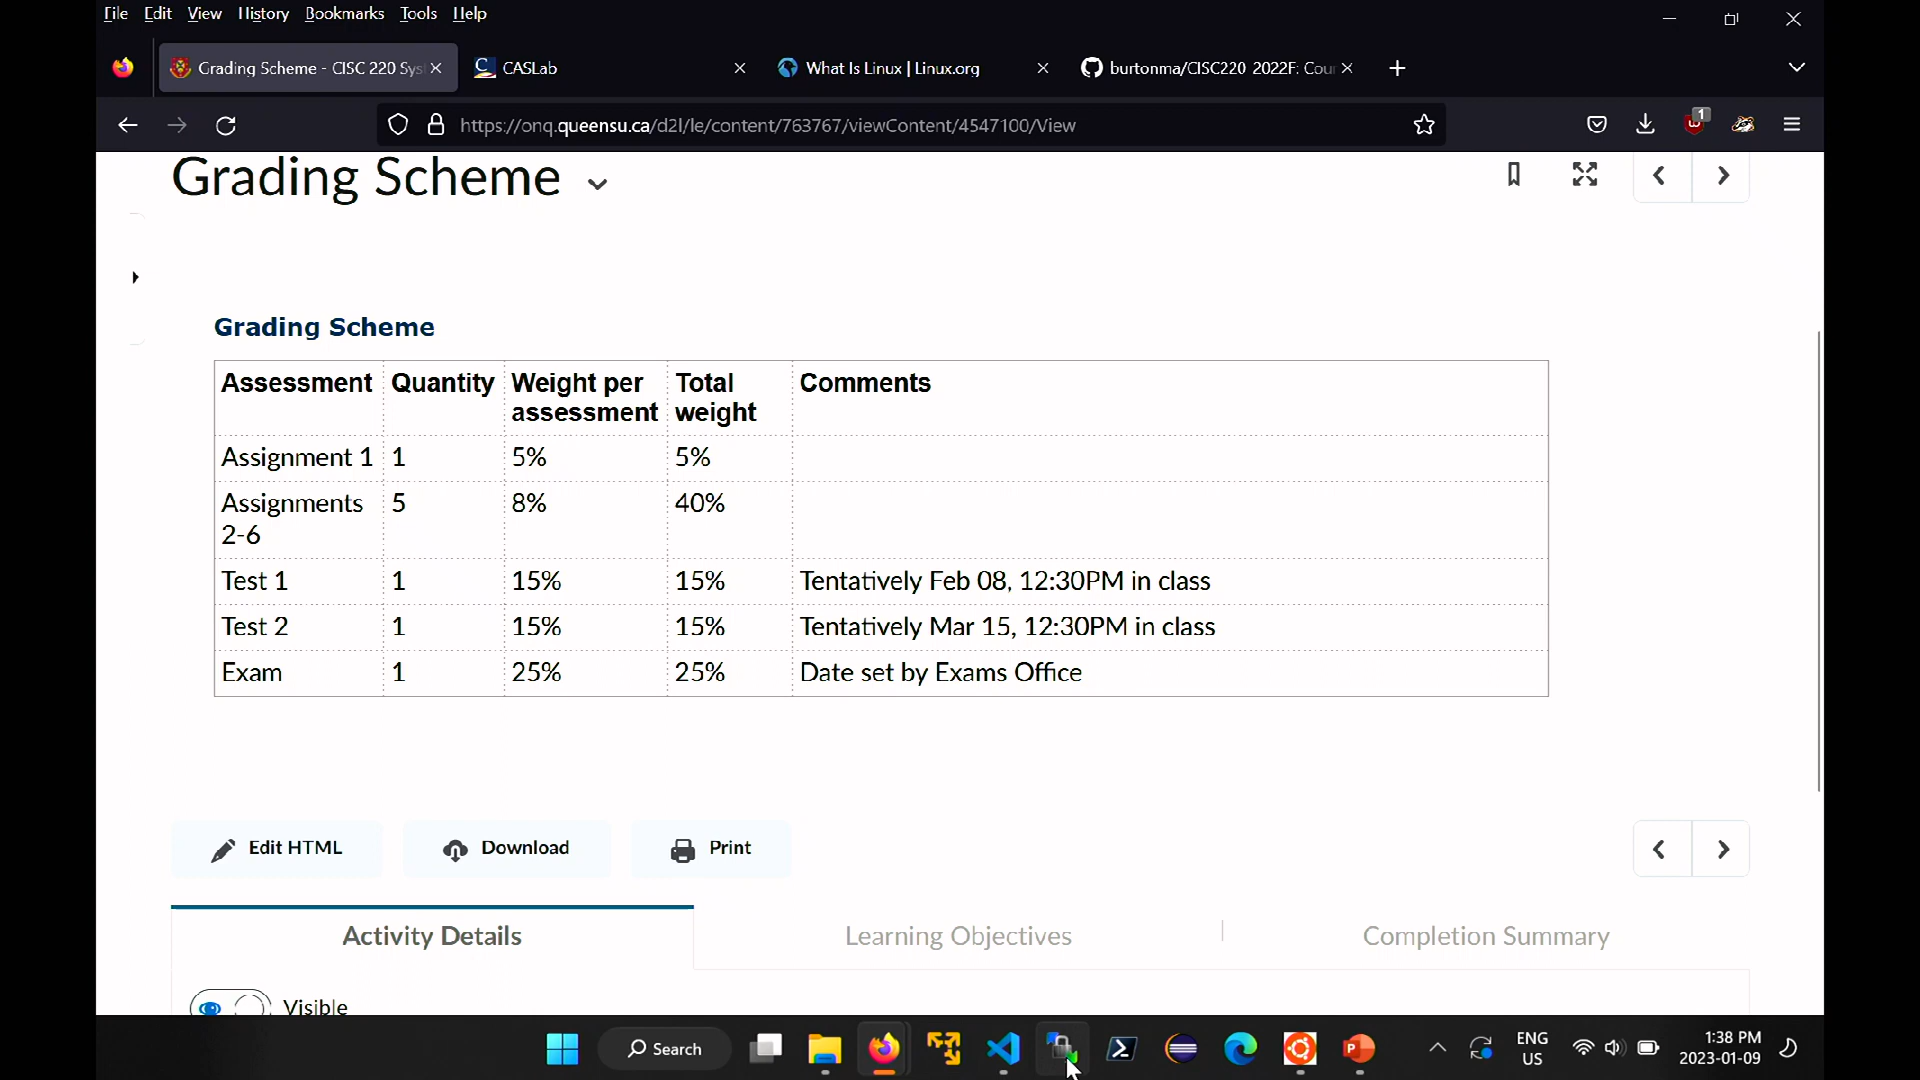 File Edit View History Bookmarks Tools Help
Grading Scheme - CISC 220 Sys
CASLab
What Is Linux | Linux.org
burtonma/CISC220_2022F: Cour
https://onq.queensu.ca/d2l/le/content/763767/viewContent/4547100/View
1
Grading Scheme
Grading Scheme
Assessment Quantity Weight per assessment Total weight Comments
Assignment 1 1 5% 5%
Assignments 2-6 5 8% 40%
Test 1 1 15% 15% Tentatively Feb 08, 12:30PM in class
Test 2 1 15% 15% Tentatively Mar 15, 12:30PM in class
Exam 1 25% 25% Date set by Exams Office
Edit HTML Download Print
Activity Details Learning Objectives Completion Summary
Visible
Search
ENG
US
1:38 PM
2023-01-09